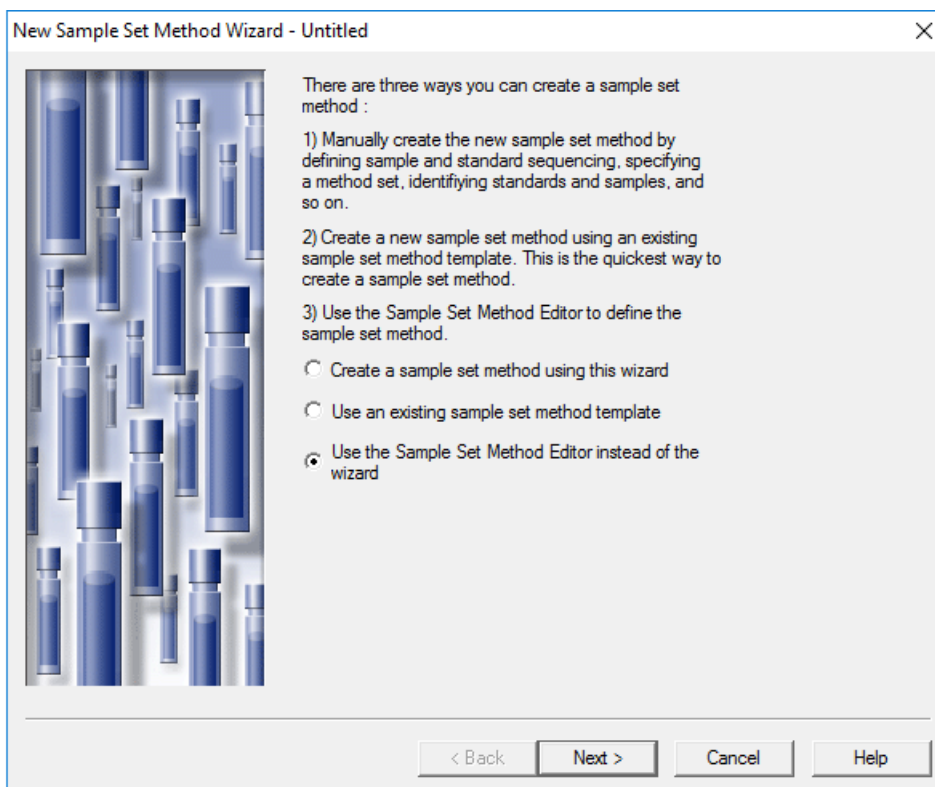 New Sample Set Method Wizard - Untitled
There are three ways you can create a sample set
method :
1) Manually create the new sample set method by
defining sample and standard sequencing, specifying
a method set, identifiying standards and samples, and
so on.
2) Create a new sample set method using an existing
sample set method template. This is the quickest way to
create a sample set method.
3) Use the Sample Set Method Editor to define the
sample set method.
Create a sample set method using this wizard
Use an existing sample set method template
Use the Sample Set Method Editor instead of the
wizard
< Back
Next >
Cancel
Help